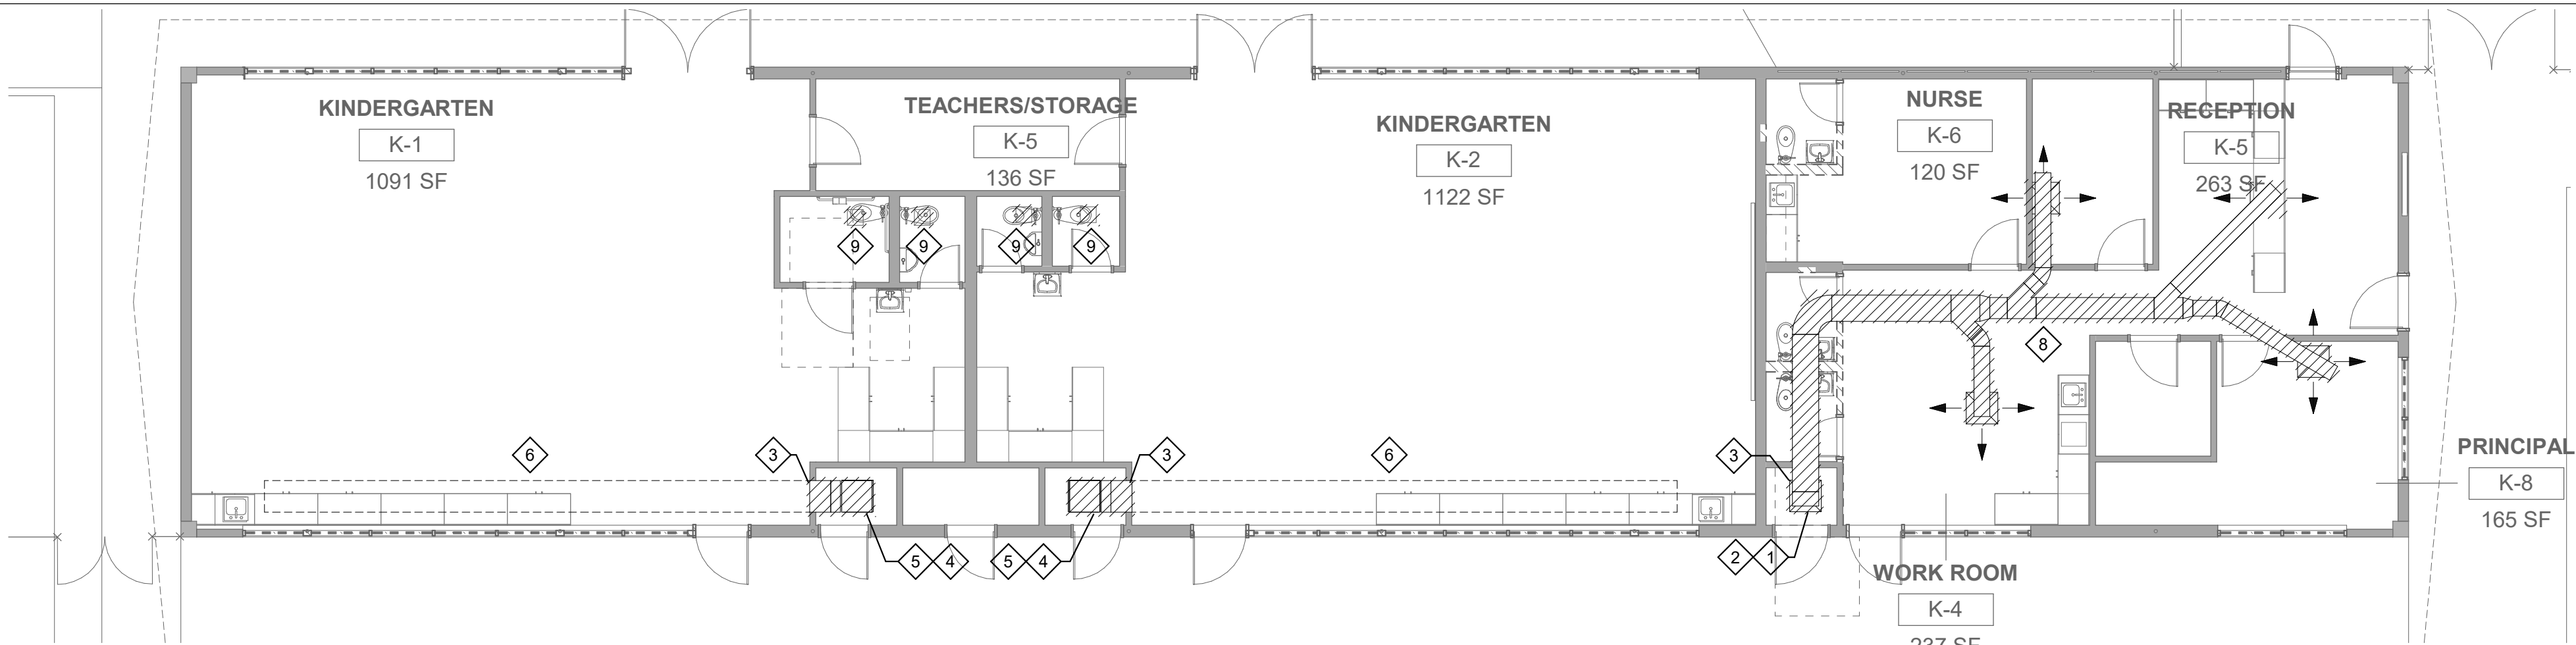 KINDERGARTEN
K-1
1091 SF
TEACHERS/STORAGE
K-5
136 SF
KINDERGARTEN
K-2
1122 SF
NURSE
K-6
120 SF
RECEPTION
K-5
263 SF
9
9
9
9
8
6
3
3
6
3
5
4
5
4
2
1
PRINCIPAL
K-8
165 SF
WORK ROOM
K-4
237 SF